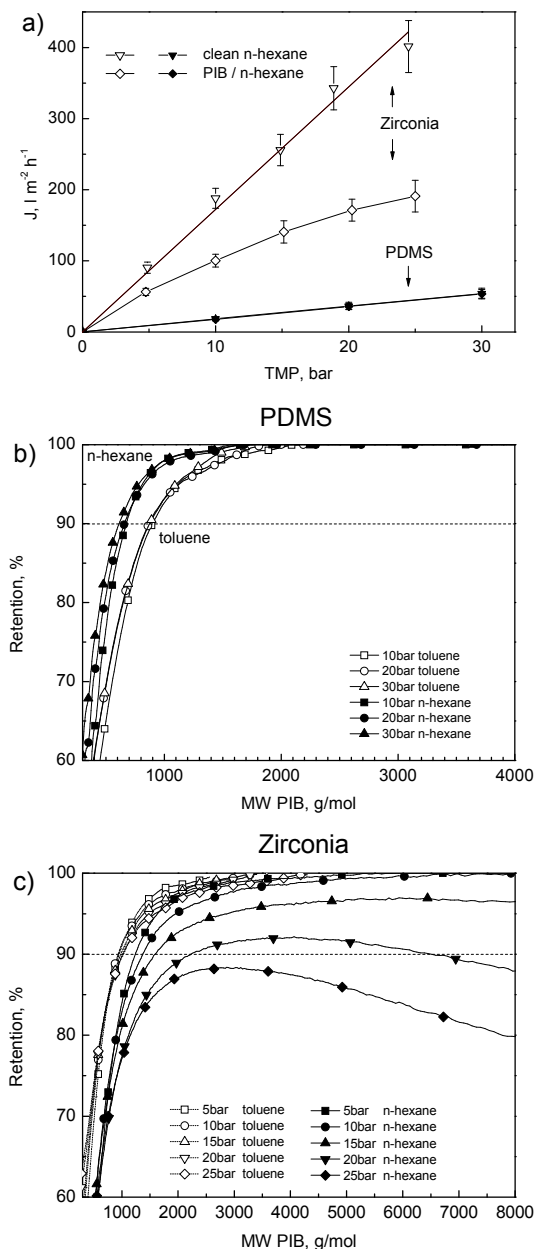 a)
400
300
200
100
0
J, l m⁻² h⁻¹
clean n-hexane
PIB / n-hexane
Zirconia
PDMS
0 10 20 30
TMP, bar
PDMS
b)
100
90
80
70
60
Retention, %
n-hexane
toluene
10bar toluene
20bar toluene
30bar toluene
10bar n-hexane
20bar n-hexane
30bar n-hexane
1000 2000 3000 4000
MW PIB, g/mol
Zirconia
c)
100
90
80
70
60
Retention, %
5bar toluene 5bar n-hexane
10bar toluene 10bar n-hexane
15bar toluene 15bar n-hexane
20bar toluene 20bar n-hexane
25bar toluene 25bar n-hexane
1000 2000 3000 4000 5000 6000 7000 8000
MW PIB, g/mol